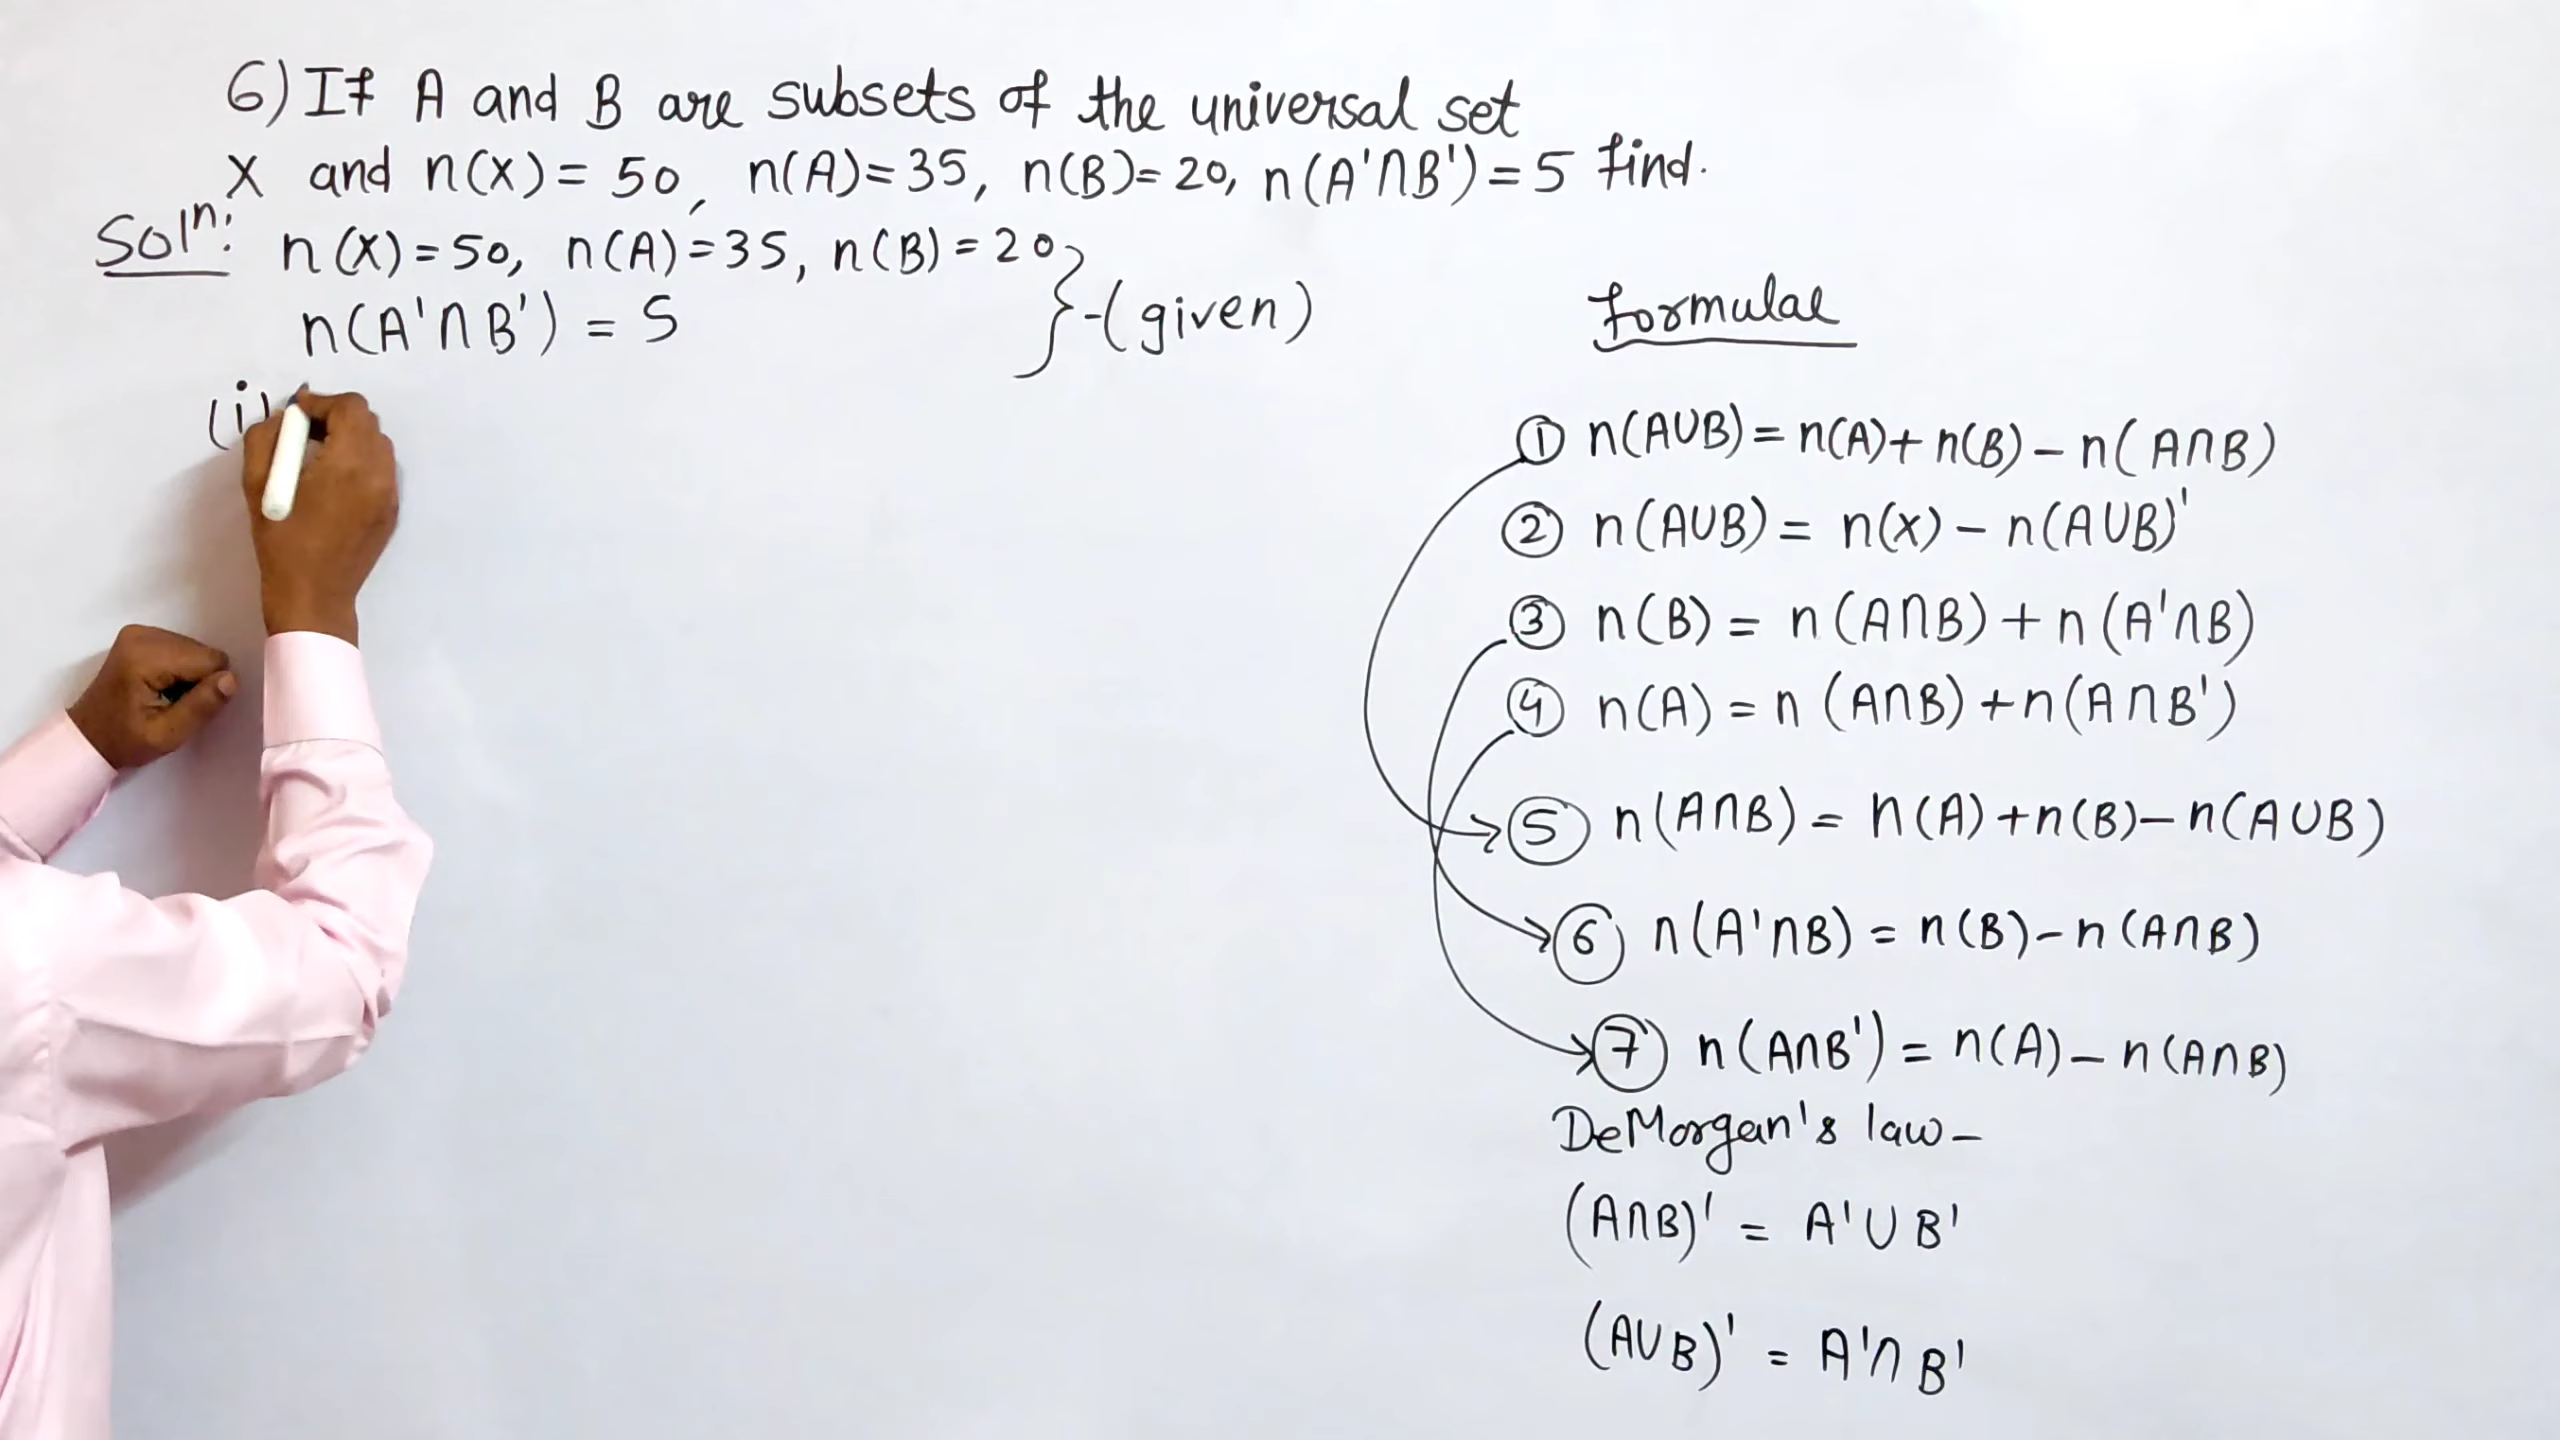 6) If A and B are subsets of the universal set
X and n(X) = 50, n(A)=35, n(B)=20, n(A'∩B')=5 find.
Solⁿ: n(X)=50, n(A)=35, n(B)=20
n(A'∩B') = 5
}-(given)
(i)
Formulae
① n(A∪B)= n(A)+ n(B) – n(A∩B)
② n(A∪B) = n(X) – n(A∪B)'
③ n(B) = n(A∩B) + n(A'∩B)
④ n(A) = n(A∩B) + n(A∩B')
⑤ n(A∩B) = n(A) + n(B) – n(A∪B)
⑥ n(A'∩B) = n(B) – n(A∩B)
⑦ n(A∩B') = n(A) – n(A∩B)
DeMorgan's law –
(A∩B)' = A'∪B'
(A∪B)' = A'∩B'